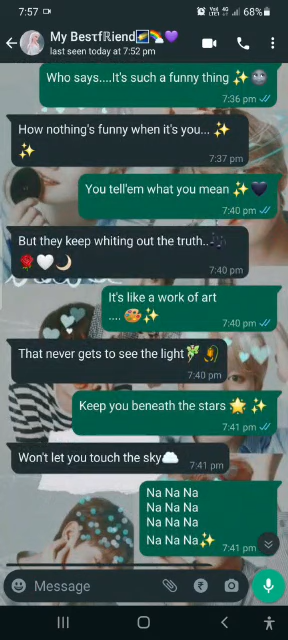 7:57
68%
My Besτfℝiend🌠🌈💜
last seen today at 7:52 pm
Who says....It's such a funny thing ✨🌚
7:36 pm
How nothing's funny when it's you... ✨
✨
7:37 pm
You tell'em what you mean ✨🖤
7:40 pm
But they keep whiting out the truth..🎶
🌹🤍🌙
7:40 pm
It's like a work of art
.... 🎨✨
7:40 pm
That never gets to see the light
7:40 pm
Keep you beneath the stars 🌟 ✨
7:41 pm
Won't let you touch the sky☁️
7:41 pm
Na Na Na
Na Na Na
Na Na Na
Na Na Na✨
7:41 pm
Message